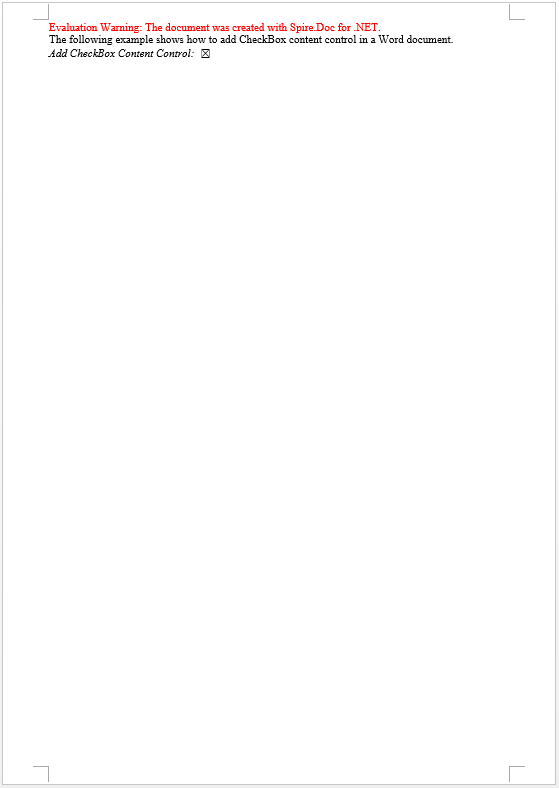 Evaluation Warning: The document was created with Spire.Doc for .NET.
The following example shows how to add CheckBox content control in a Word document.
Add CheckBox Content Control: ☒